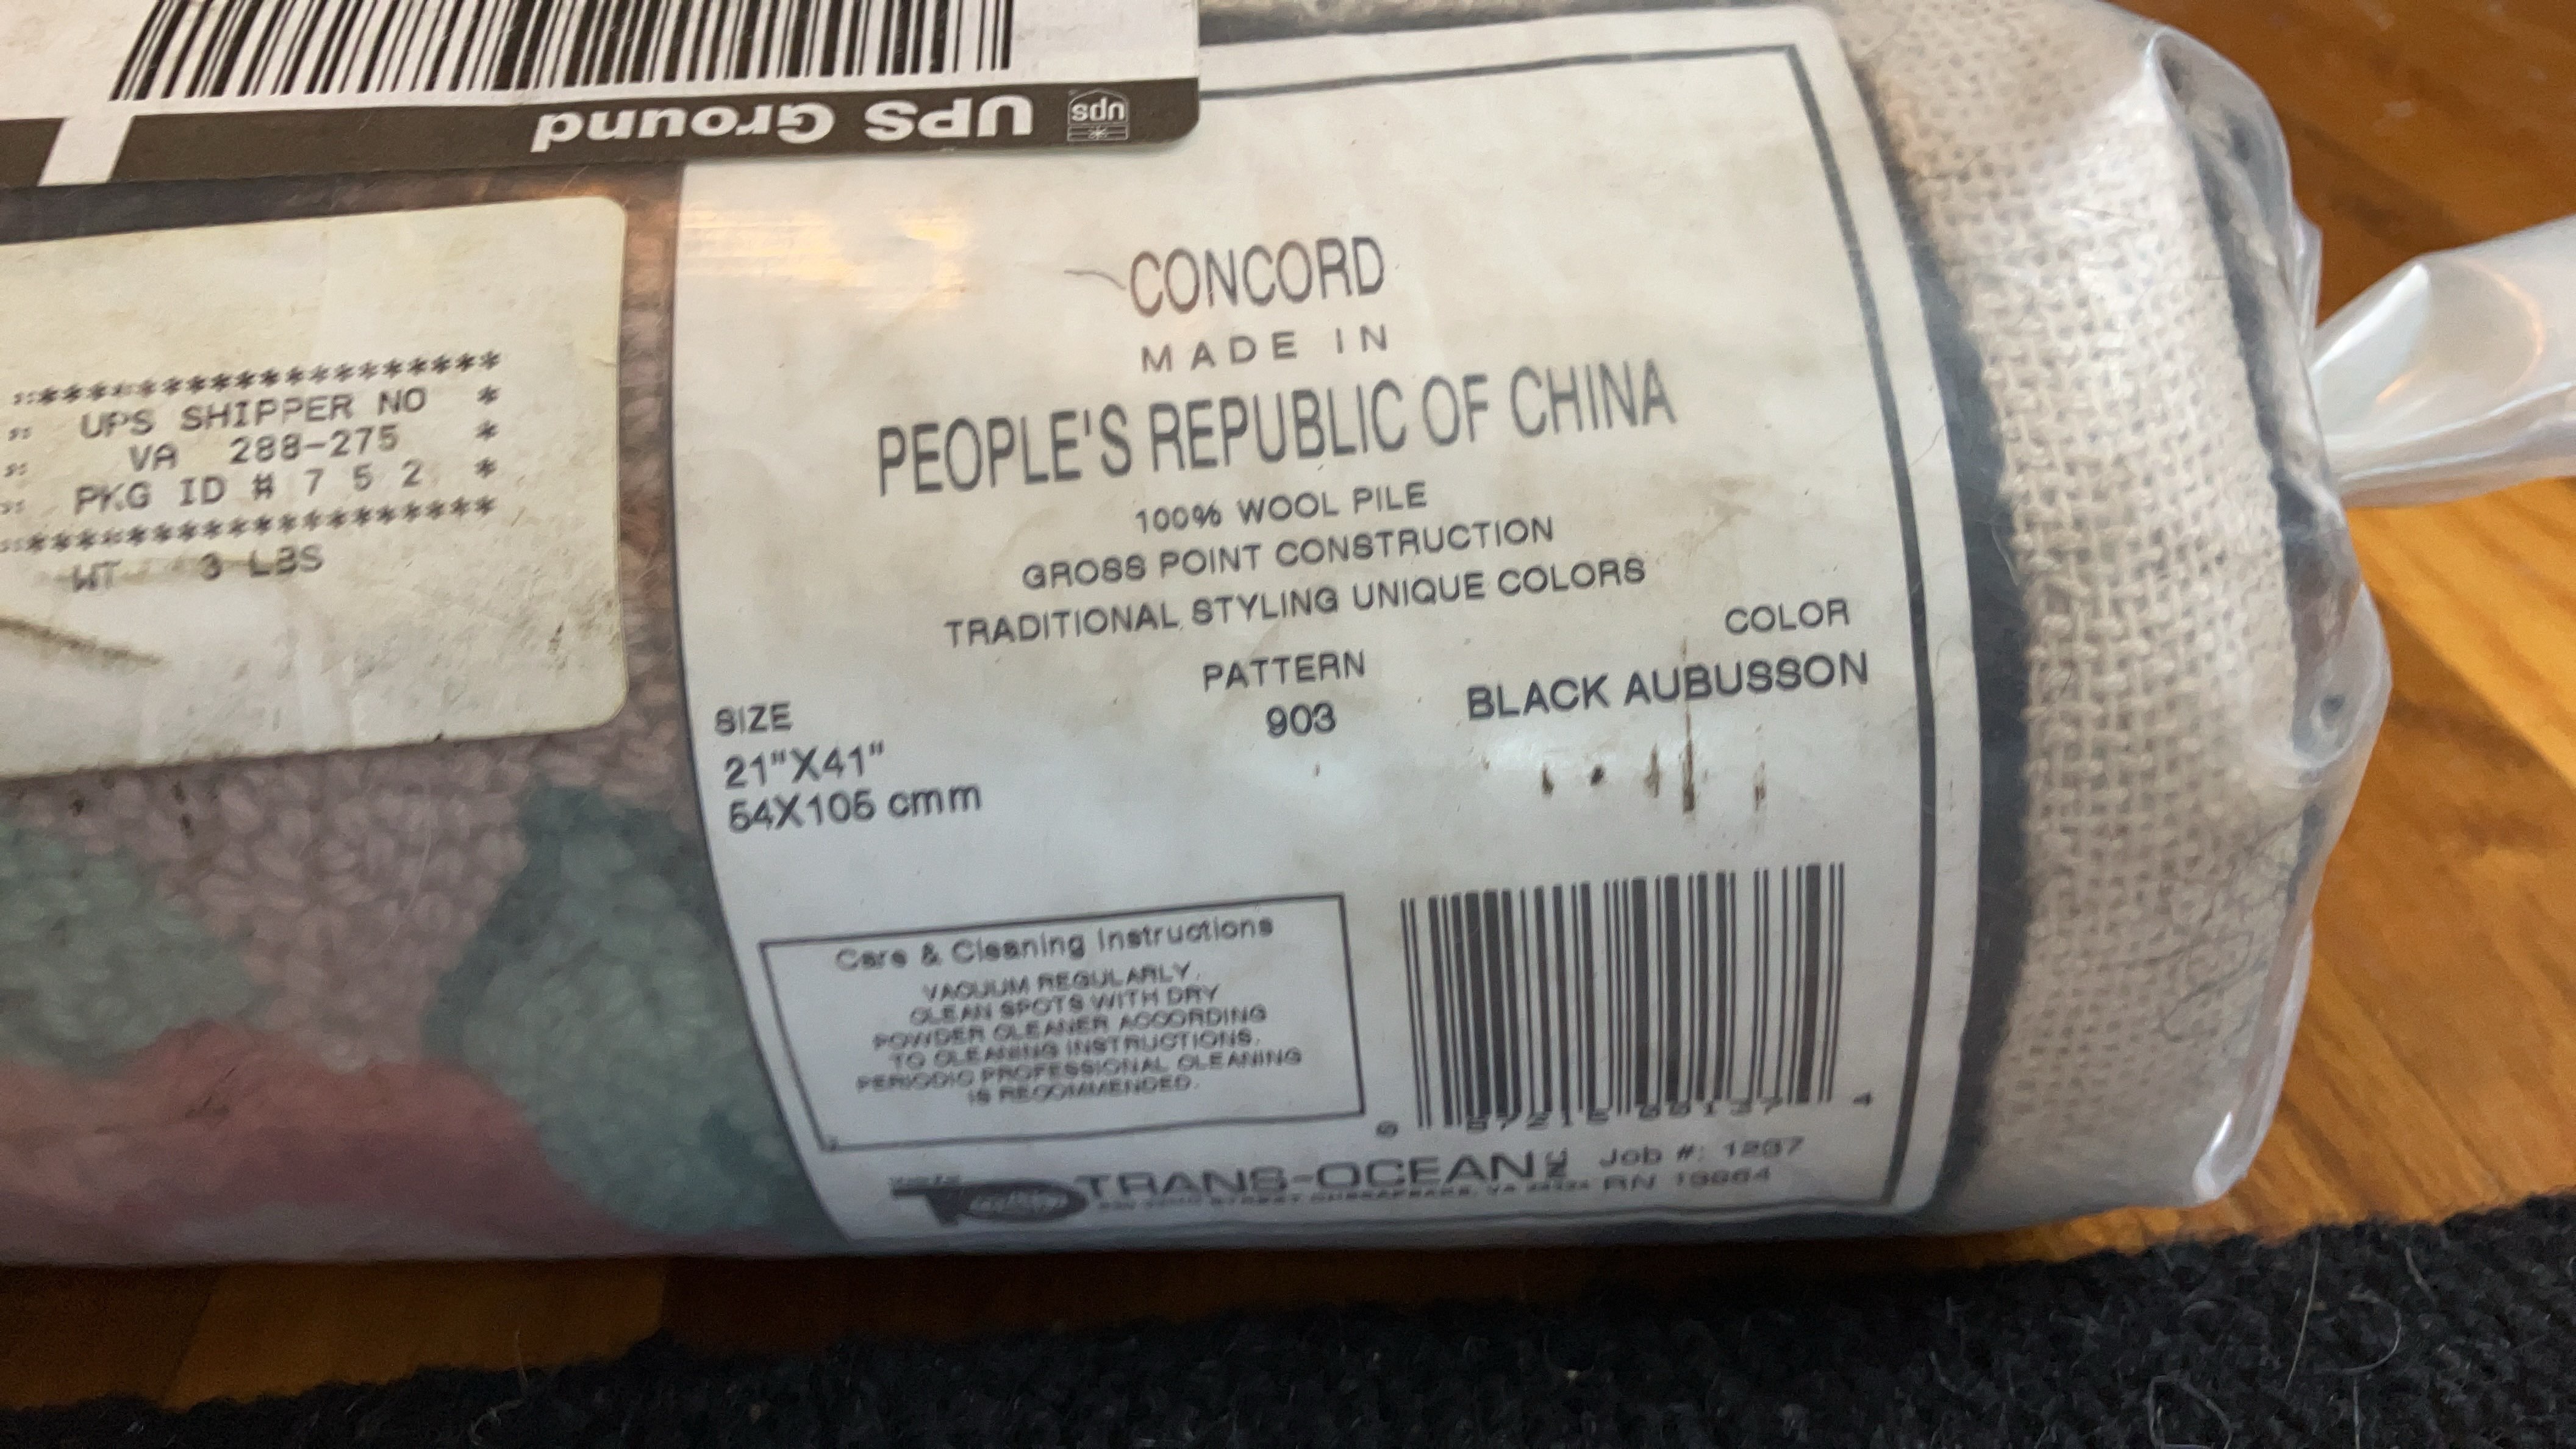 UPS Ground
ups
********************
UPS SHIPPER NO *
VA 288-275 *
PKG ID # 7 5 2 *
********************
WT 3 LBS
CONCORD
MADE IN
PEOPLE'S REPUBLIC OF CHINA
100% WOOL PILE
GROSS POINT CONSTRUCTION
TRADITIONAL STYLING UNIQUE COLORS
SIZE
21"X41"
54X105 cmm
PATTERN
903
COLOR
BLACK AUBUSSON
Care & Cleaning Instructions
VACUUM REGULARLY.
CLEAN SPOTS WITH DRY
POWDER CLEANER ACCORDING
TO CLEANING INSTRUCTIONS.
PERIODIC PROFESSIONAL CLEANING
IS RECOMMENDED.
TRANS-OCEAN
Job #:
RN